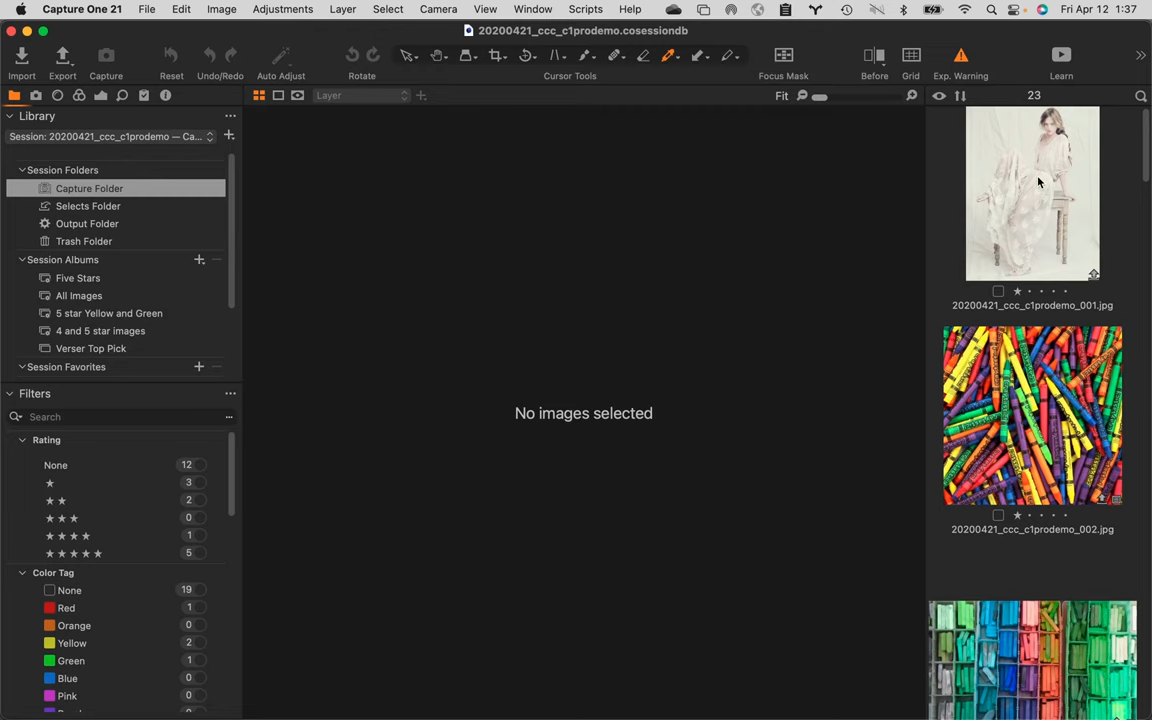 Capture One 21 File Edit Image Adjustments Layer Select Camera View Window Scripts Help Fri Apr 12 1:37
20200421_ccc_c1prodemo.cosessiondb
Import Export Capture Reset Undo/Redo Auto Adjust Rotate Cursor Tools Focus Mask Before Grid Exp. Warning Learn
Layer Fit 23
Library
Session: 20200421_ccc_c1prodemo — Ca...
Session Folders
Capture Folder
Selects Folder
Output Folder
Trash Folder
Session Albums
Five Stars
All Images
5 star Yellow and Green
4 and 5 star images
Verser Top Pick
Session Favorites
Filters
Search
Rating
None 12
3
2
0
1
5
Color Tag
None 19
Red 1
Orange 0
Yellow 2
Green 1
Blue 0
Pink 0
No images selected
20200421_ccc_c1prodemo_001.jpg
20200421_ccc_c1prodemo_002.jpg